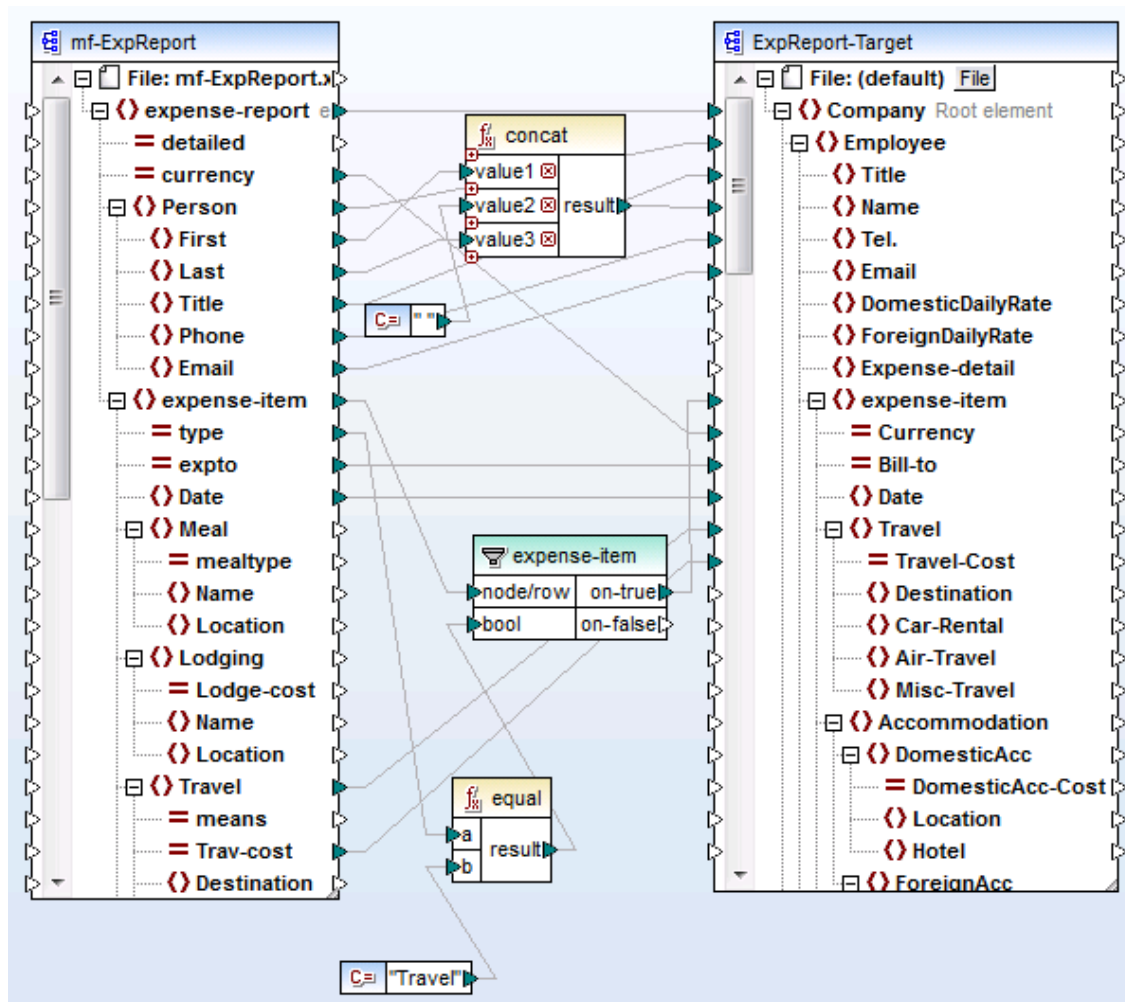 mf-ExpReport
File: mf-ExpReport.x
expense-report e
detailed
currency
Person
First
Last
Title
Phone
Email
expense-item
type
expto
Date
Meal
mealtype
Name
Location
Lodging
Lodge-cost
Name
Location
Travel
means
Trav-cost
Destination
concat
value1
value2 result
value3
C= " "
expense-item
node/row on-true
bool on-false
equal
a
result
b
C= "Travel"
ExpReport-Target
File: (default) File
Company Root element
Employee
Title
Name
Tel.
Email
DomesticDailyRate
ForeignDailyRate
Expense-detail
expense-item
Currency
Bill-to
Date
Travel
Travel-Cost
Destination
Car-Rental
Air-Travel
Misc-Travel
Accommodation
DomesticAcc
DomesticAcc-Cost
Location
Hotel
ForeignAcc